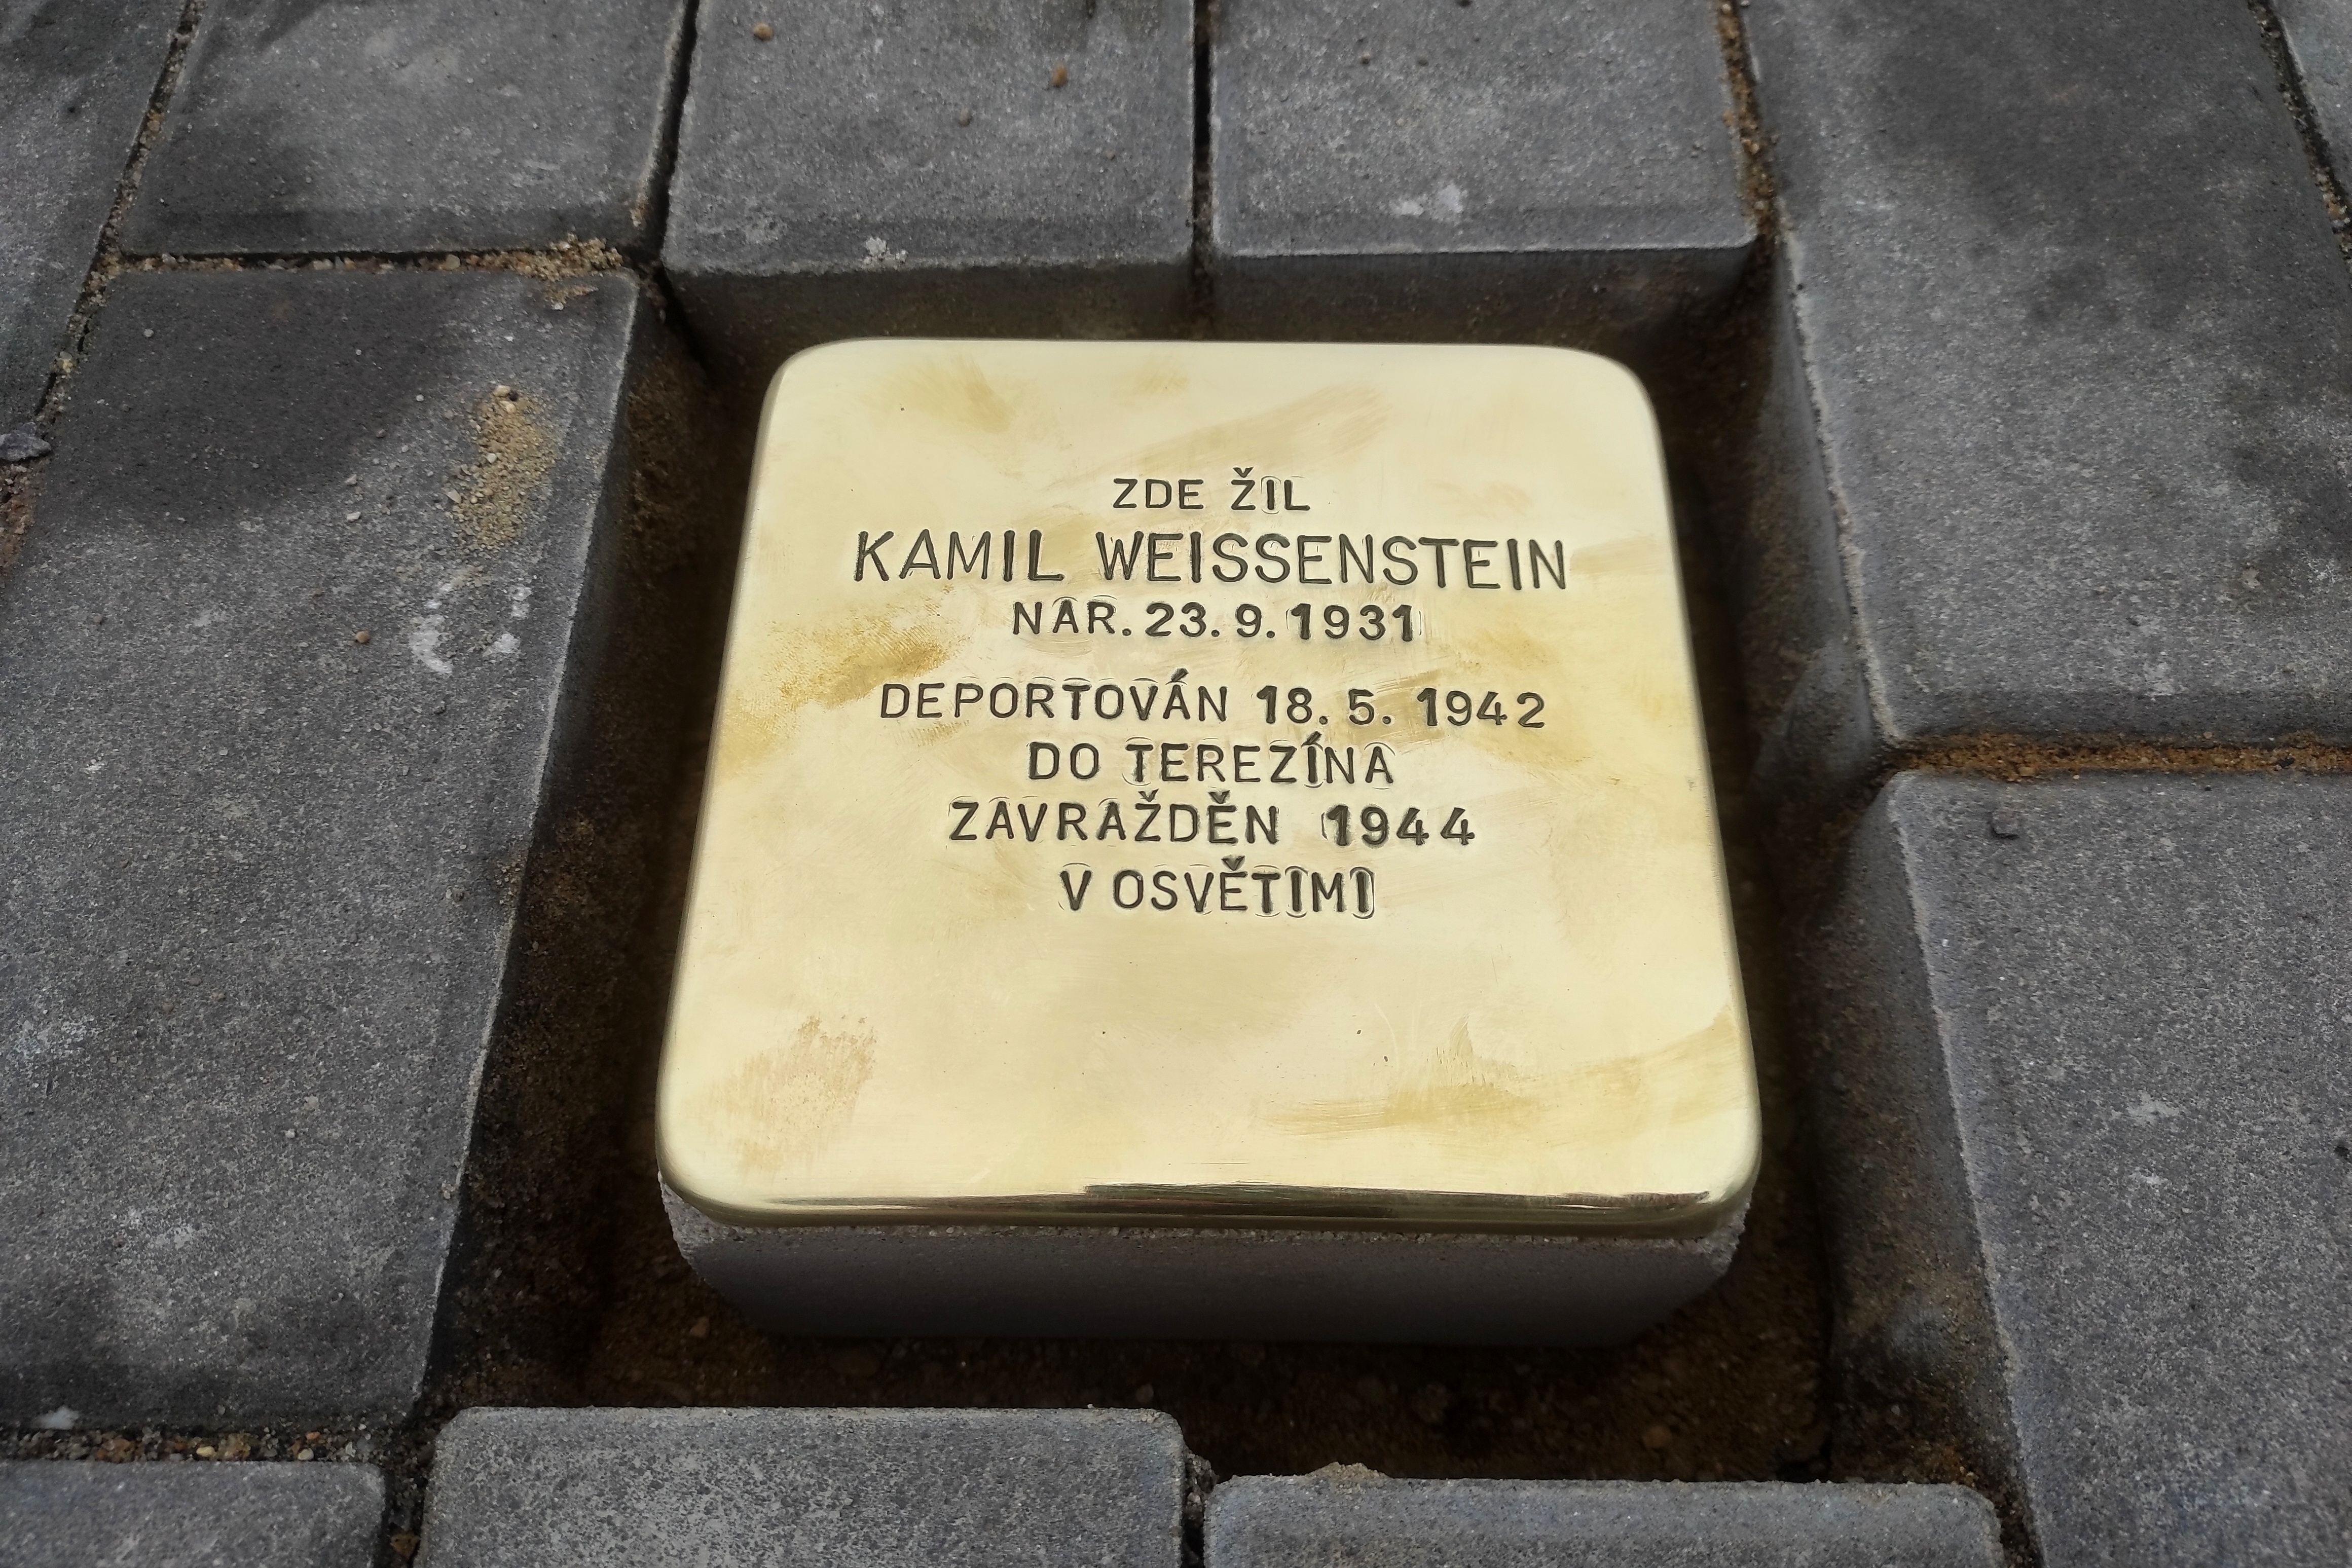 ZDE ŽIL
KAMIL WEISSENSTEIN
NAR. 23. 9. 1931
DEPORTOVÁN 18. 5. 1942
DO TEREZÍNA
ZAVRAŽDĚN 1944
V OSVĚTIMI